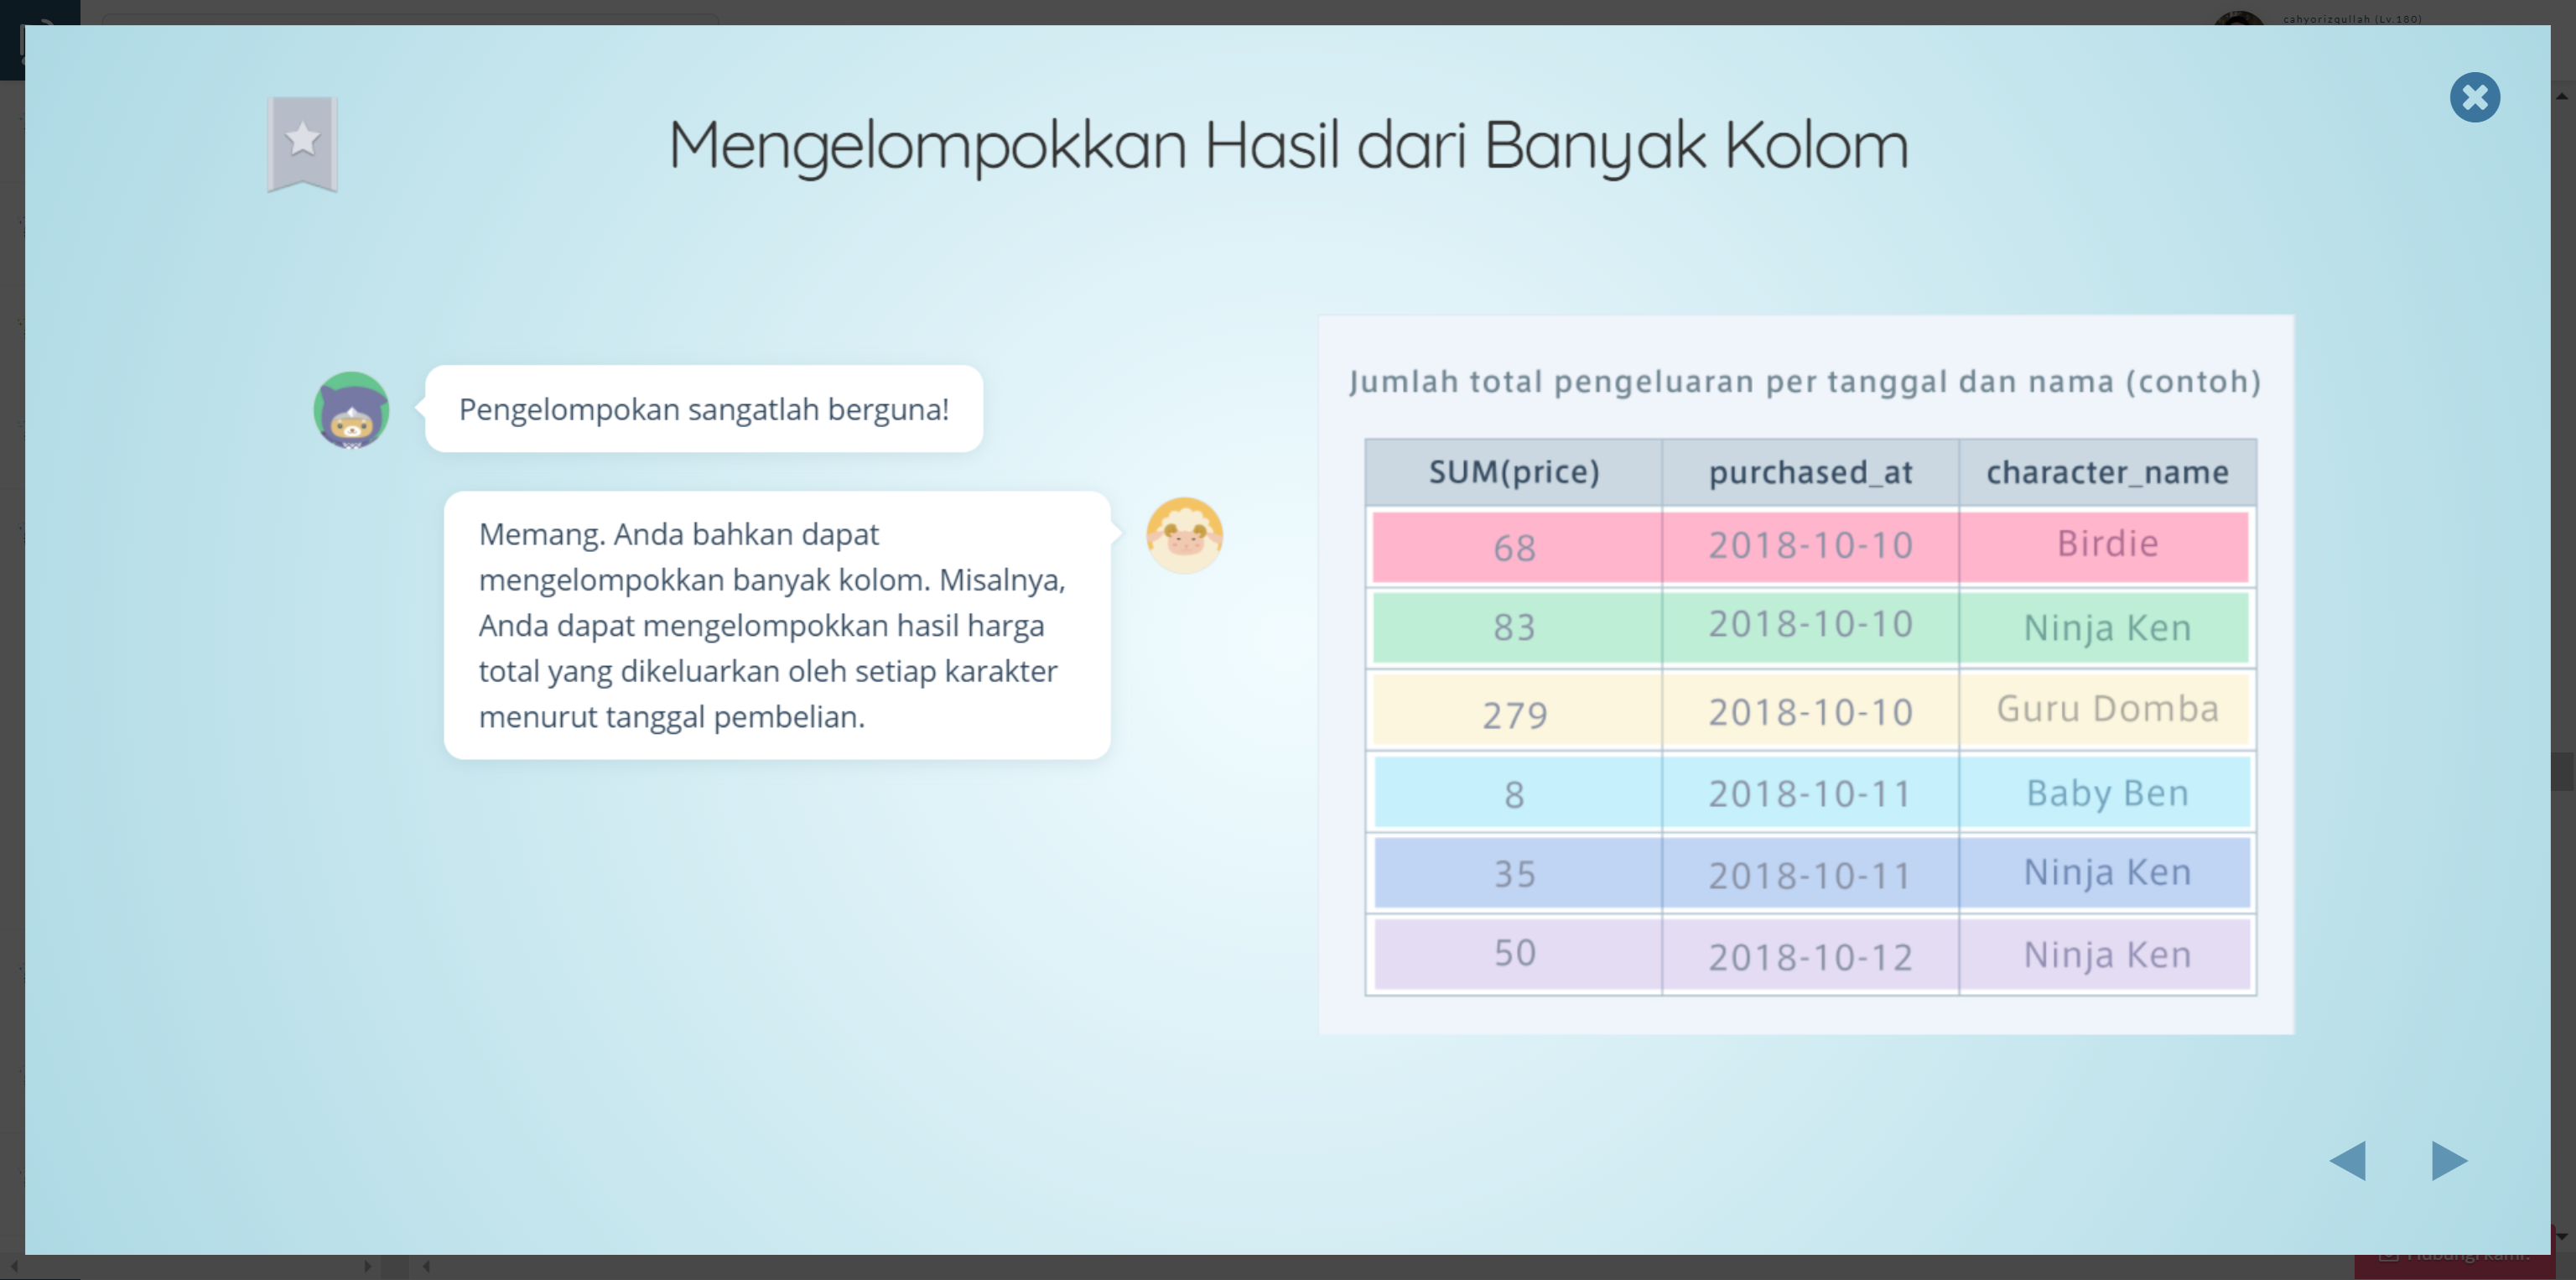 cahyorizqullah (Lv.180)
Mengelompokkan Hasil dari Banyak Kolom
Pengelompokan sangatlah berguna!
Memang. Anda bahkan dapat
mengelompokkan banyak kolom. Misalnya,
Anda dapat mengelompokkan hasil harga
total yang dikeluarkan oleh setiap karakter
menurut tanggal pembelian.
Jumlah total pengeluaran per tanggal dan nama (contoh)
SUM(price) purchased_at character_name
68 2018-10-10 Birdie
83 2018-10-10 Ninja Ken
279 2018-10-10 Guru Domba
8 2018-10-11 Baby Ben
35 2018-10-11 Ninja Ken
50 2018-10-12 Ninja Ken
Hubungi kami!